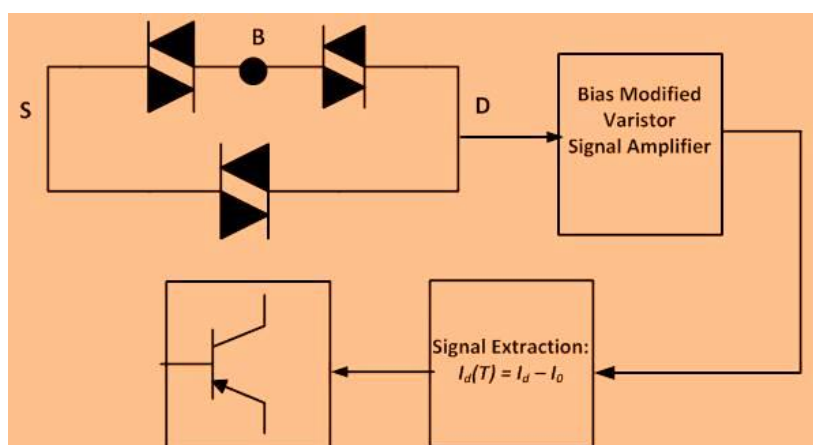 B
S
D
Bias Modified
Varistor
Signal Amplifier
Signal Extraction:
I_d(T) = I_d – I_0